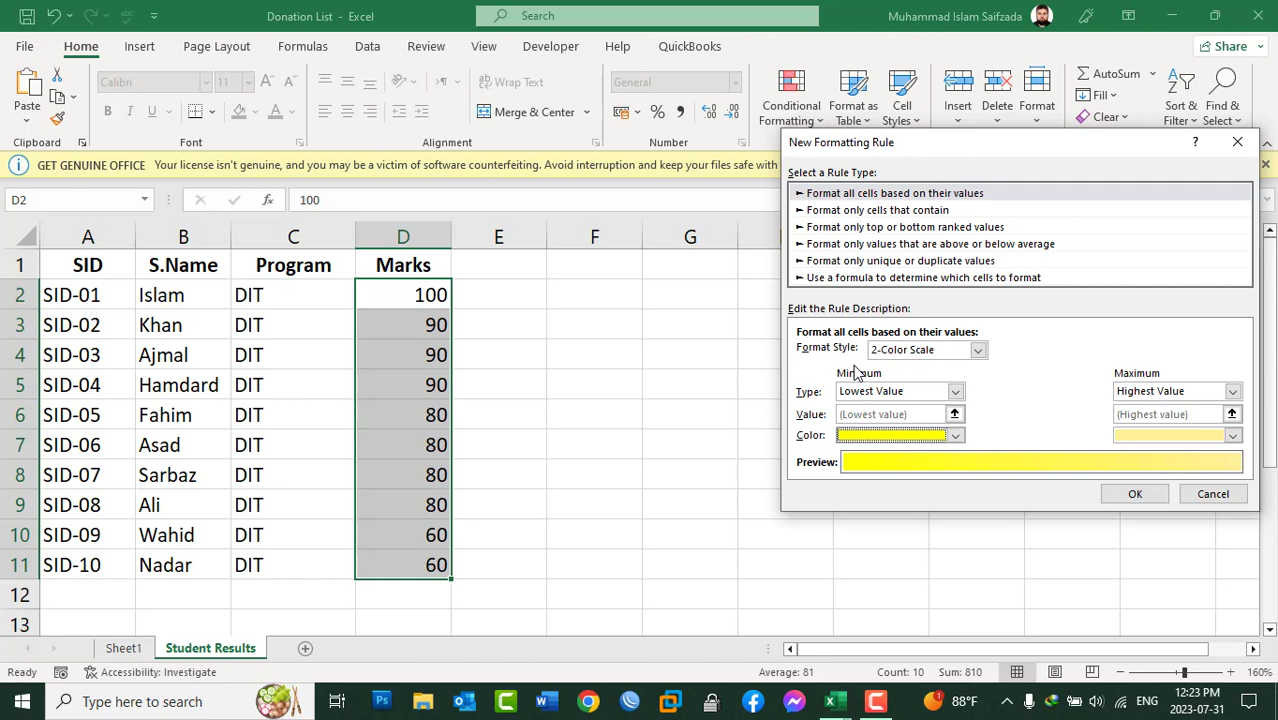 Donation List - Excel
Search
Muhammad Islam Saifzada
File Home Insert Page Layout Formulas Data Review View Developer Help QuickBooks Share
Paste
Calibri 11
B I U
Wrap Text
Merge & Center
General
Conditional Formatting
Format as Table
Cell Styles
Insert
Delete
Format
AutoSum
Fill
Clear
Sort & Filter
Find & Select
Clipboard Font Alignment Number
GET GENUINE OFFICE Your license isn't genuine, and you may be a victim of software counterfeiting. Avoid interruption and keep your files safe with
D2 fx 100
A B C D E F G
1 SID S.Name Program Marks
2 SID-01 Islam DIT 100
3 SID-02 Khan DIT 90
4 SID-03 Ajmal DIT 90
5 SID-04 Hamdard DIT 90
6 SID-05 Fahim DIT 80
7 SID-06 Asad DIT 80
8 SID-07 Sarbaz DIT 80
9 SID-08 Ali DIT 80
10 SID-09 Wahid DIT 60
11 SID-10 Nadar DIT 60
12
13
New Formatting Rule ?
Select a Rule Type:
► Format all cells based on their values
► Format only cells that contain
► Format only top or bottom ranked values
► Format only values that are above or below average
► Format only unique or duplicate values
► Use a formula to determine which cells to format
Edit the Rule Description:
Format all cells based on their values:
Format Style: 2-Color Scale
Minimum Maximum
Type: Lowest Value Highest Value
Value: (Lowest value) (Highest value)
Color:
Preview:
OK Cancel
Sheet1 Student Results
Ready Accessibility: Investigate Average: 81 Count: 10 Sum: 810 160%
Type here to search
88°F ENG 12:23 PM
2023-07-31